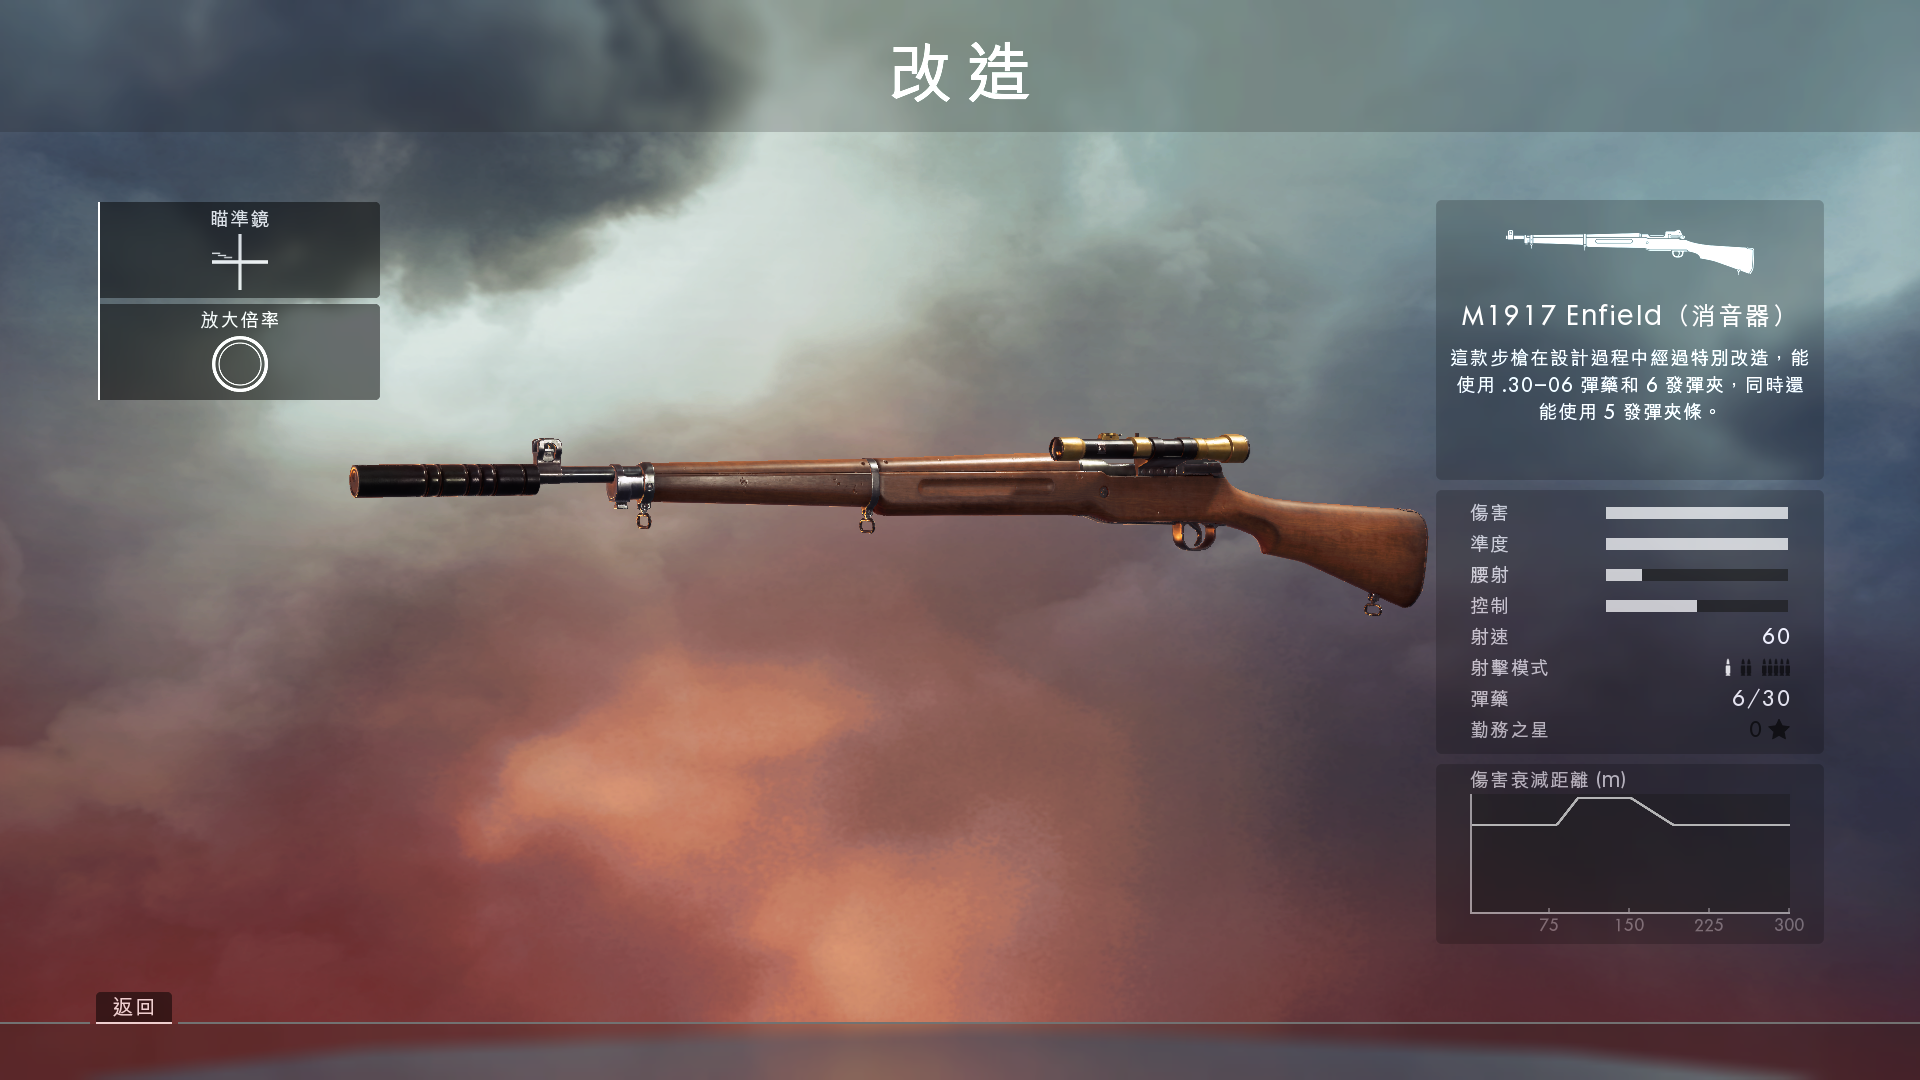 改造
瞄準鏡
放大倍率
M1917 Enfield（消音器）
這款步槍在設計過程中經過特別改造，能
使用 .30–06 彈藥和 6 發彈夾，同時還
能使用 5 發彈夾條。
傷害
準度
腰射
控制
射速 60
射擊模式
彈藥 6/30
勤務之星 0
傷害衰減距離 (m)
75 150 225 300
返回